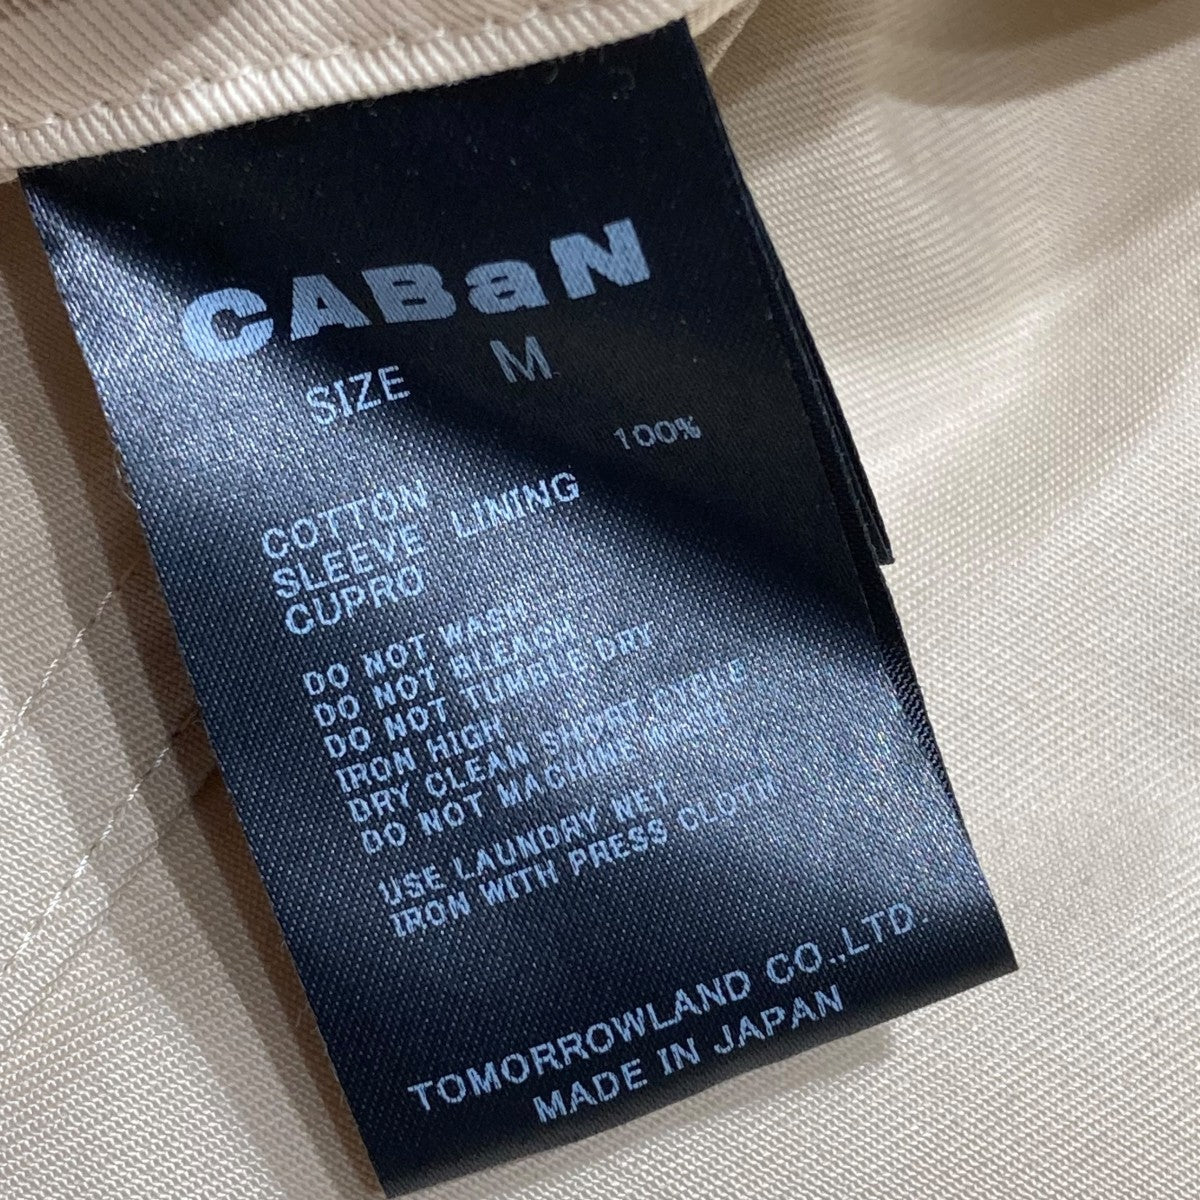 CABaN
SIZE M
100%
COTTON
SLEEVE LINING
CUPRO
DO NOT WASH
DO NOT BLEACH
DO NOT TUMBLE DRY
IRON HIGH
DRY CLEAN SHORT CYCLE
DO NOT MACHINE WASH
USE LAUNDRY NET
IRON WITH PRESS CLOTH
TOMORROWLAND CO.,LTD.
MADE IN JAPAN